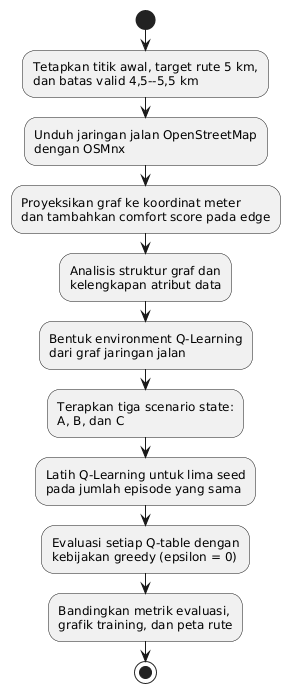 Tetapkan titik awal, target rute 5 km,
dan batas valid 4,5--5,5 km
Unduh jaringan jalan OpenStreetMap
dengan OSMnx
Proyeksikan graf ke koordinat meter
dan tambahkan comfort score pada edge
Analisis struktur graf dan
kelengkapan atribut data
Bentuk environment Q-Learning
dari graf jaringan jalan
Terapkan tiga scenario state:
A, B, dan C
Latih Q-Learning untuk lima seed
pada jumlah episode yang sama
Evaluasi setiap Q-table dengan
kebijakan greedy (epsilon = 0)
Bandingkan metrik evaluasi,
grafik training, dan peta rute